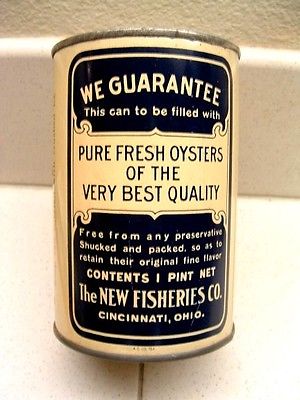 WE GUARANTEE
This can to be filled with
PURE FRESH OYSTERS
OF THE
VERY BEST QUALITY
Free from any preservative
Shucked and packed. so as to
retain their original fine flavor
CONTENTS 1 PINT NET
The NEW FISHERIES CO.
CINCINNATI, OHIO.